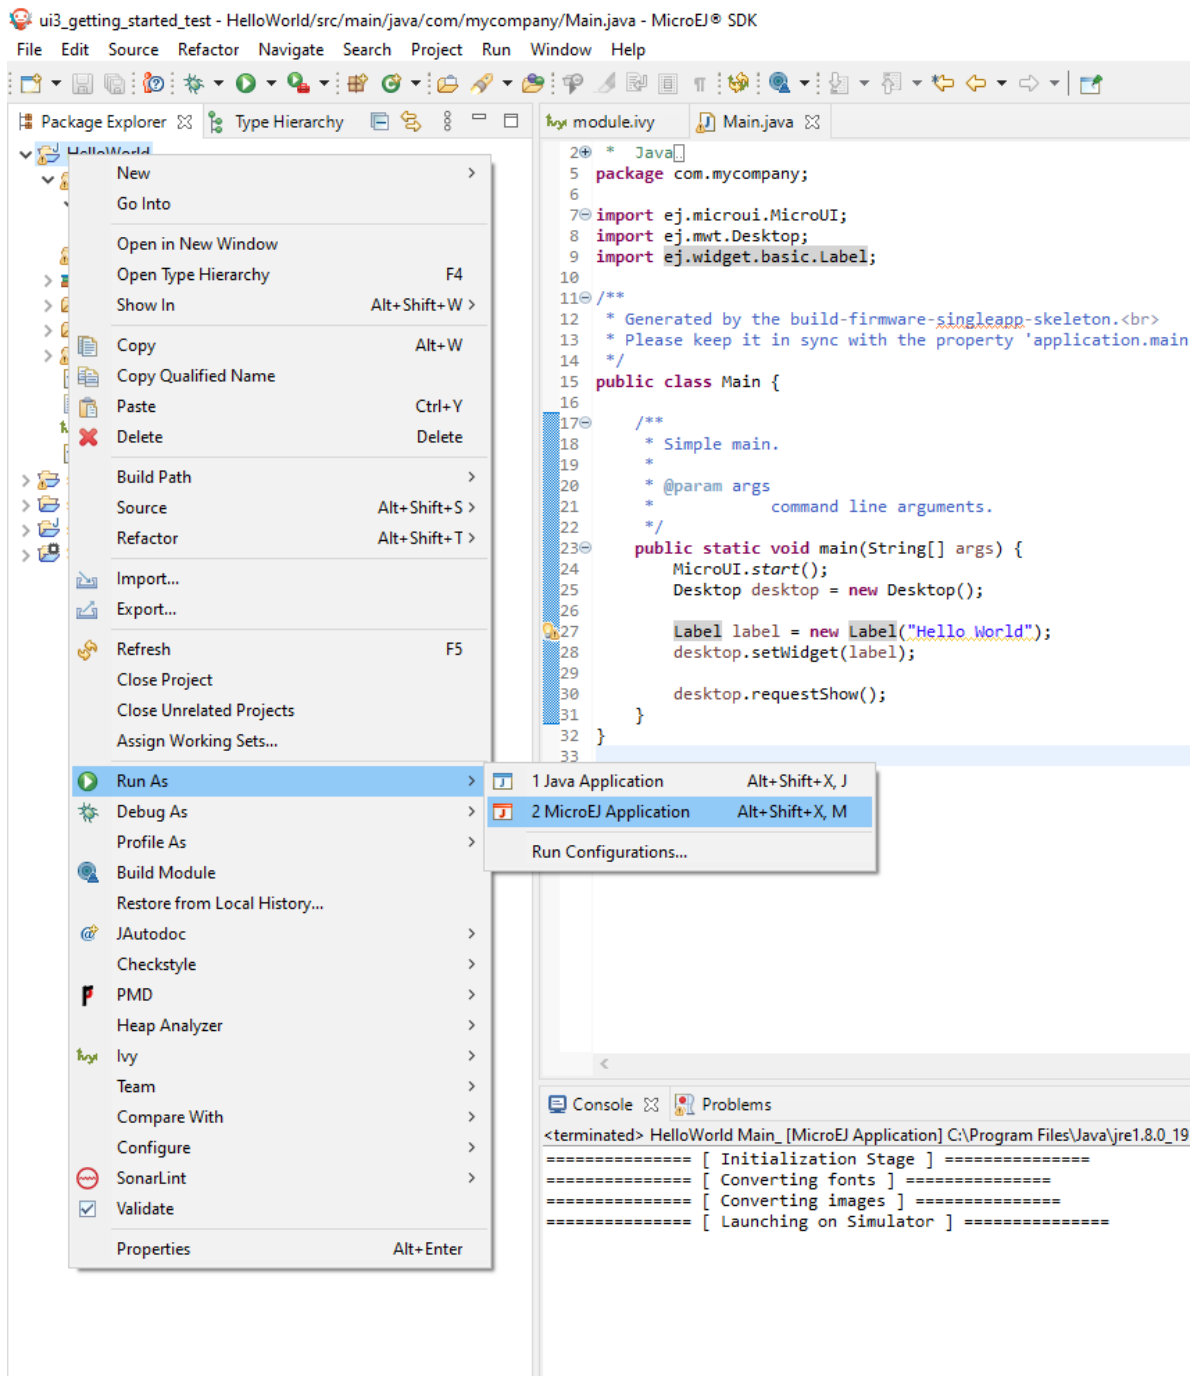 ui3_getting_started_test - HelloWorld/src/main/java/com/mycompany/Main.java - MicroEJ® SDK
File Edit Source Refactor Navigate Search Project Run Window Help
Package Explorer Type Hierarchy
HelloWorld
New
Go Into
Open in New Window
Open Type Hierarchy F4
Show In Alt+Shift+W >
Copy Alt+W
Copy Qualified Name
Paste Ctrl+Y
Delete Delete
Build Path >
Source Alt+Shift+S >
Refactor Alt+Shift+T >
Import...
Export...
Refresh F5
Close Project
Close Unrelated Projects
Assign Working Sets...
Run As >
Debug As >
Profile As >
Build Module
Restore from Local History...
JAutodoc >
Checkstyle >
PMD >
Heap Analyzer >
Ivy >
Team >
Compare With >
Configure >
SonarLint >
Validate
Properties Alt+Enter
1 Java Application Alt+Shift+X, J
2 MicroEJ Application Alt+Shift+X, M
Run Configurations...
module.ivy Main.java
2 * Java..
5 package com.mycompany;
6
7 import ej.microui.MicroUI;
8 import ej.mwt.Desktop;
9 import ej.widget.basic.Label;
10
11 /**
12 * Generated by the build-firmware-singleapp-skeleton.<br>
13 * Please keep it in sync with the property 'application.main
14 */
15 public class Main {
16
17 /**
18 * Simple main.
19 *
20 * @param args
21 * command line arguments.
22 */
23 public static void main(String[] args) {
24 MicroUI.start();
25 Desktop desktop = new Desktop();
26
27 Label label = new Label("Hello World");
28 desktop.setWidget(label);
29
30 desktop.requestShow();
31 }
32 }
33
Console Problems
<terminated> HelloWorld Main_ [MicroEJ Application] C:\Program Files\Java\jre1.8.0_19
=============== [ Initialization Stage ] ===============
=============== [ Converting fonts ] ===============
=============== [ Converting images ] ===============
=============== [ Launching on Simulator ] ===============